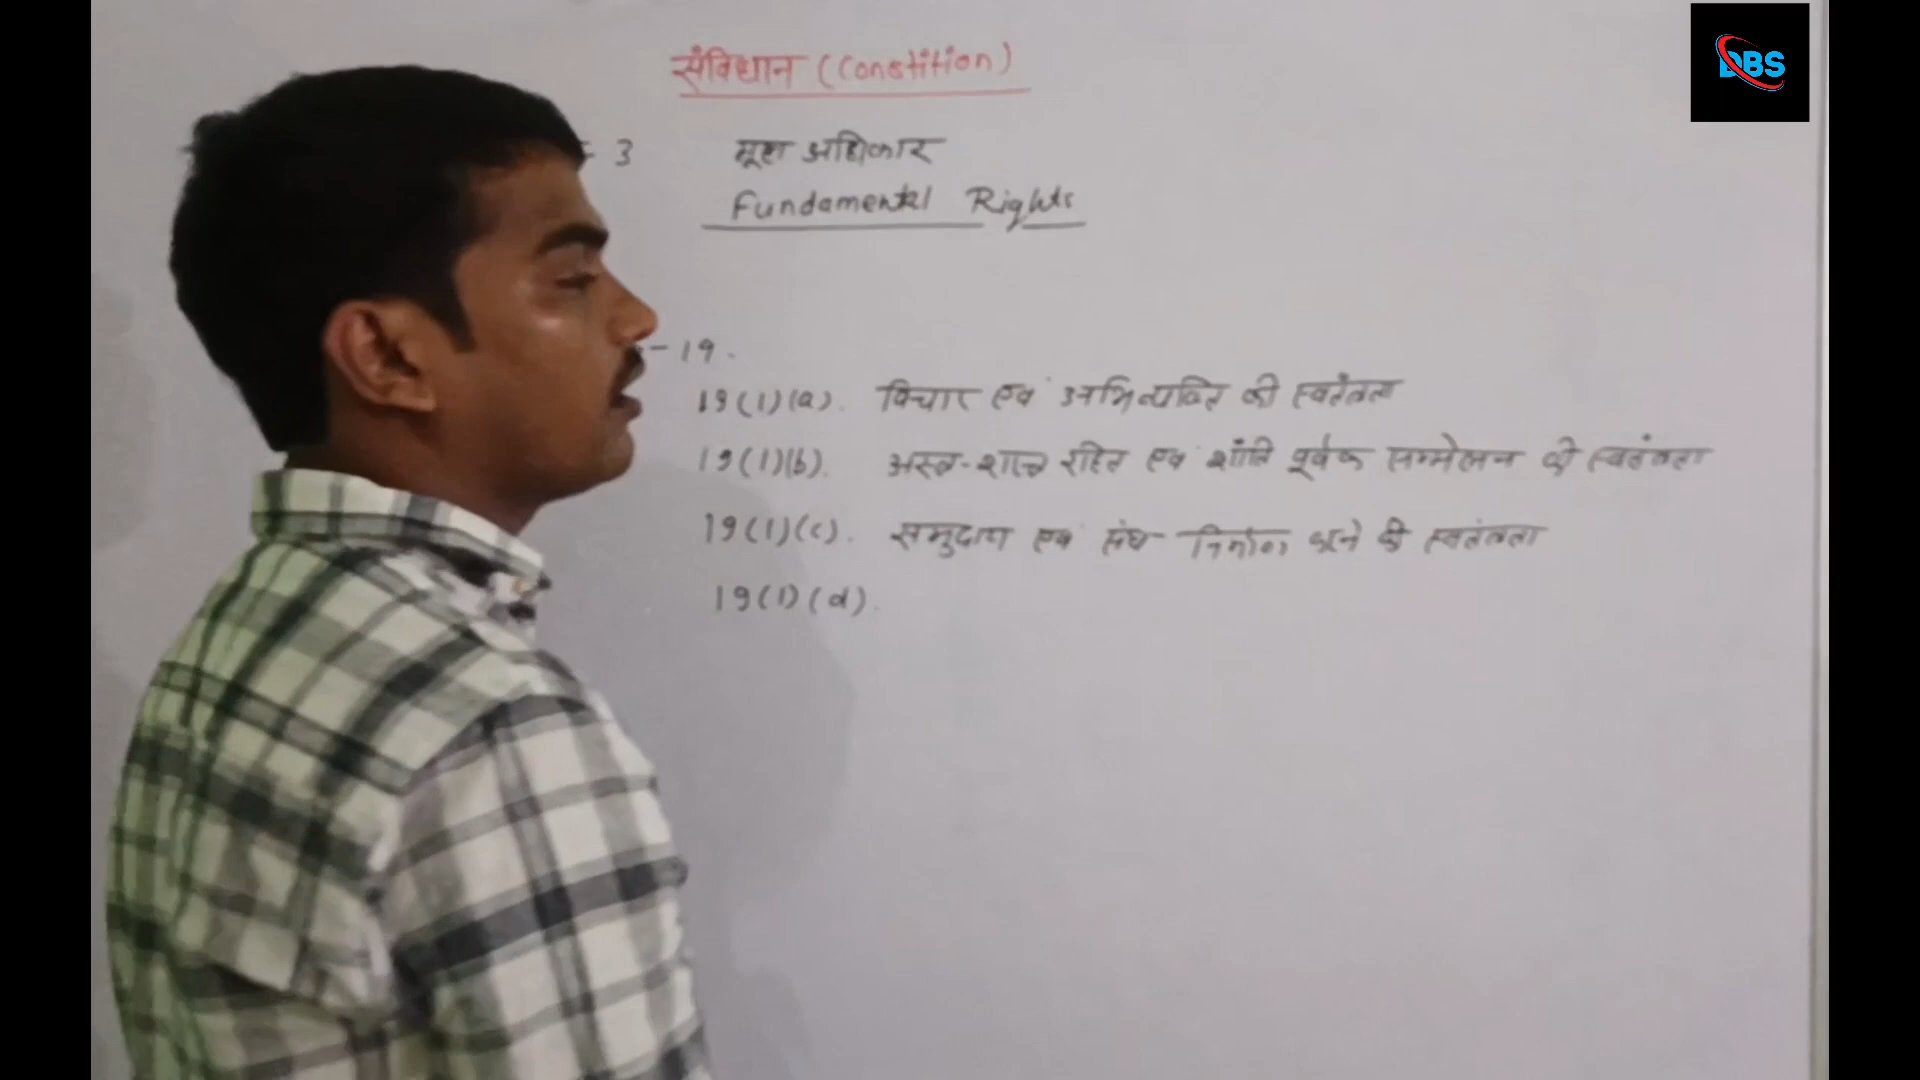 DBS
संविधान (Constition)
- 3 मूल अधिकार
Fundamental Rights
- 19.
19(1)(a). विचार एवं अभिव्यक्ति की स्वतंत्रता
19(1)(b). अस्त्र-शस्त्र रहित एवं शांति पूर्वक सम्मेलन की स्वतंत्रता
19(1)(c). समुदाय एवं संघ निर्माण करने की स्वतंत्रता
19(1)(d).